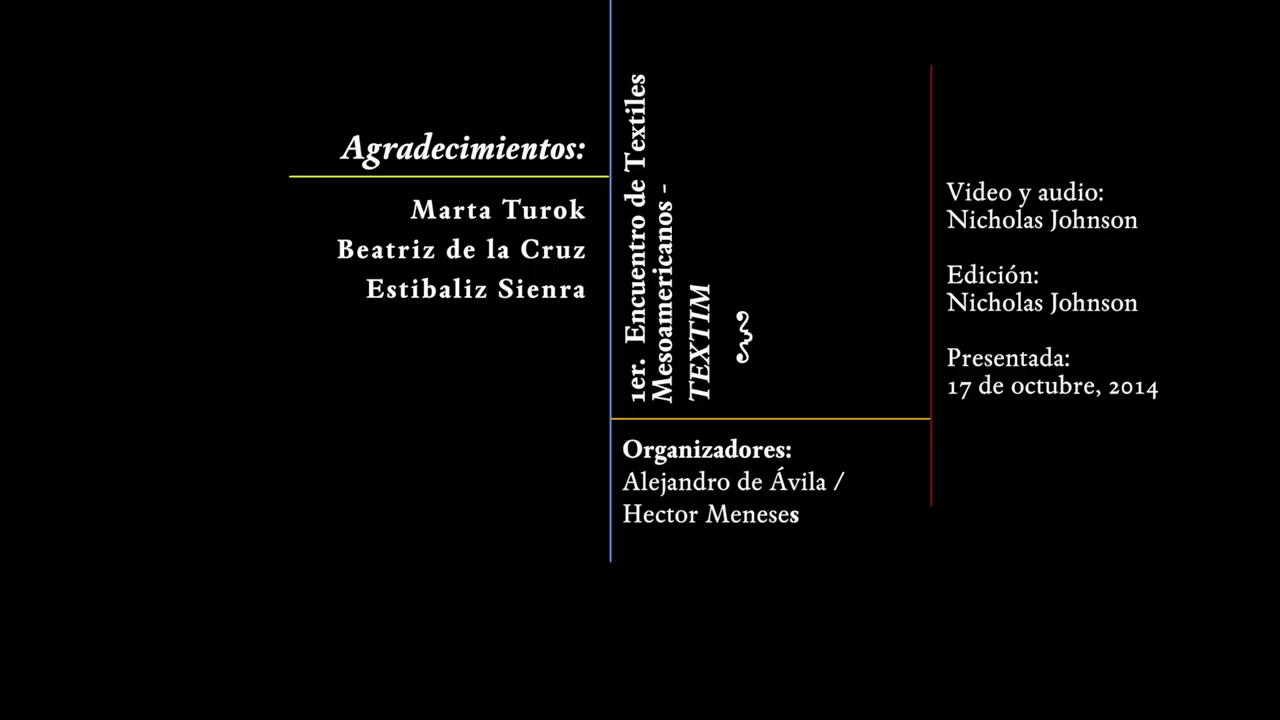 Agradecimientos:
Marta Turok
Beatriz de la Cruz
Estibaliz Sienra
1er. Encuentro de Textiles
Mesoamericanos -
TEXTIM
Organizadores:
Alejandro de Ávila /
Hector Meneses
Video y audio:
Nicholas Johnson
Edición:
Nicholas Johnson
Presentada:
17 de octubre, 2014